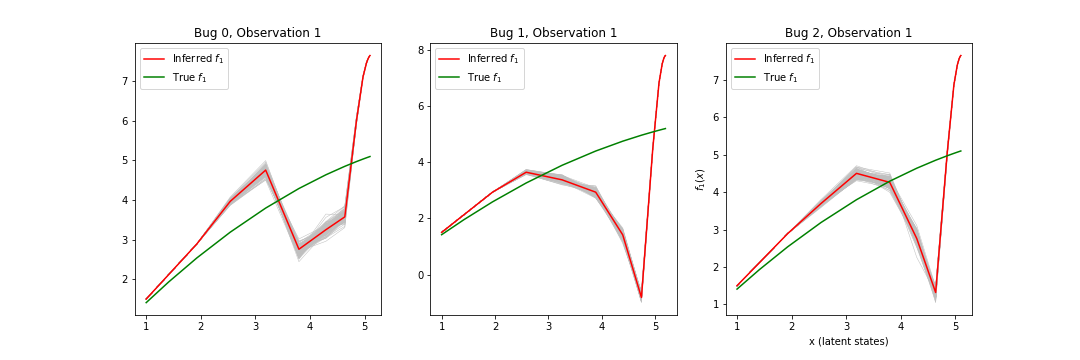 Bug 0, Observation 1
Inferred f₁
True f₁
7
6
5
4
3
2
1 2 3 4 5
Bug 1, Observation 1
Inferred f₁
True f₁
8
6
4
2
0
1 2 3 4 5
Bug 2, Observation 1
Inferred f₁
True f₁
f₁(x)
7
6
5
4
3
2
1
1 2 3 4 5
x (latent states)